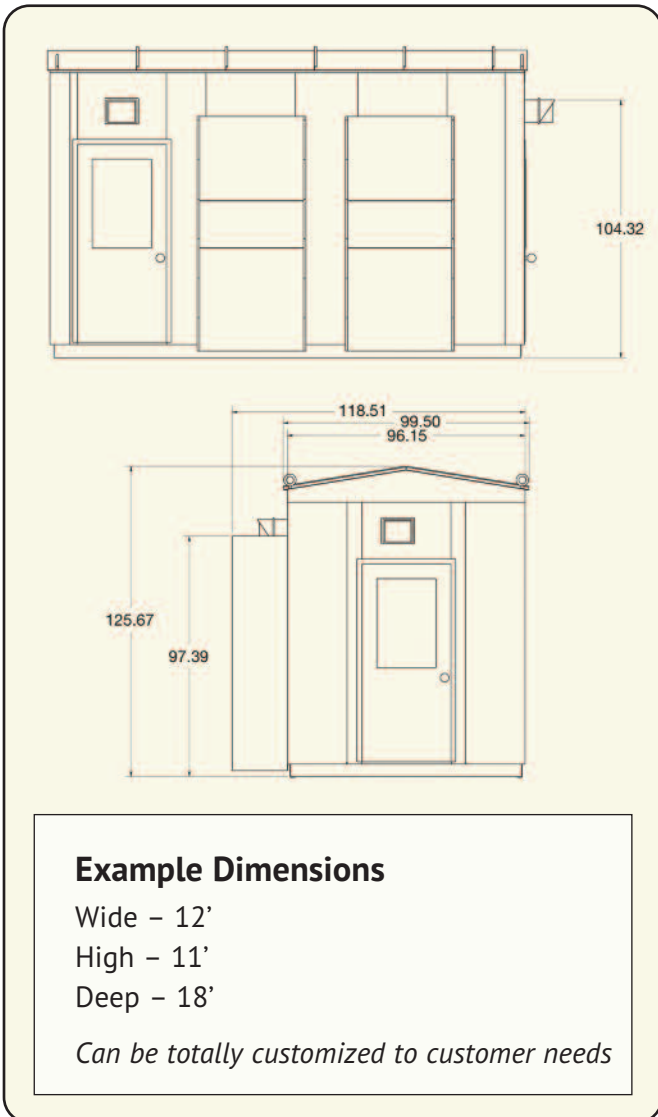 104.32
118.51
99.50
96.15
125.67
97.39
Example Dimensions
Wide – 12’
High – 11’
Deep – 18’
Can be totally customized to customer needs